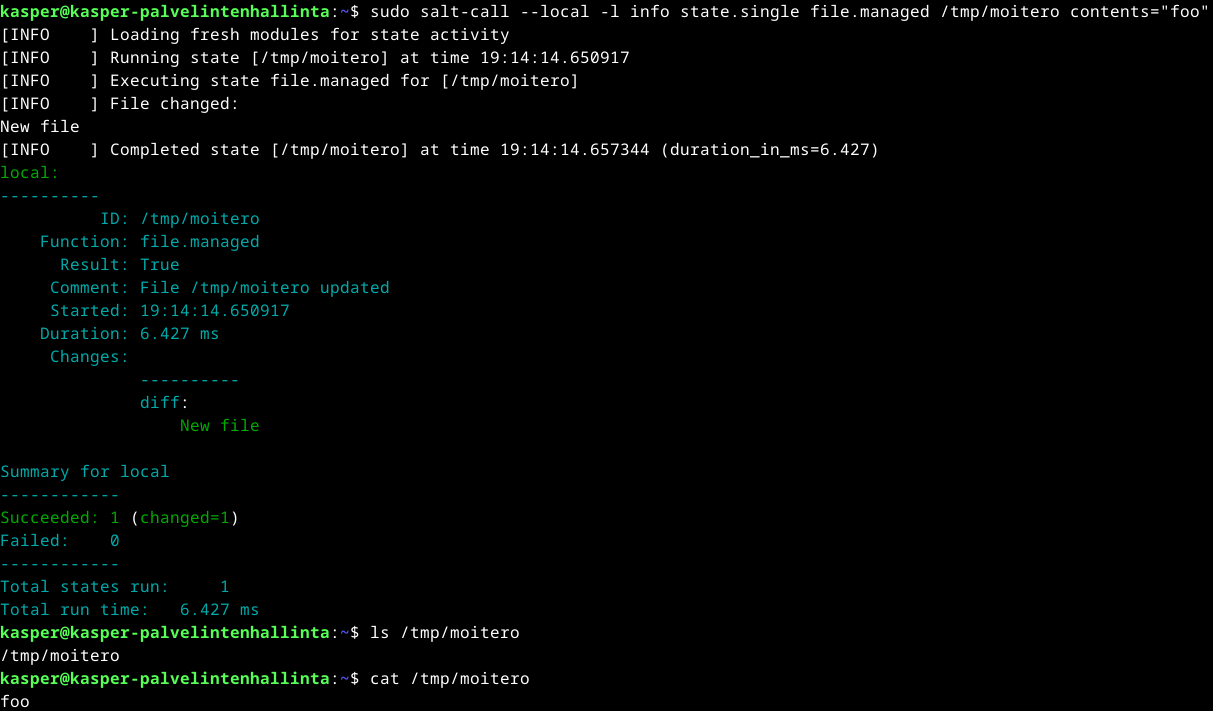 kasper@kasper-palvelintenhallinta:~$ sudo salt-call --local -l info state.single file.managed /tmp/moitero contents="foo"
[INFO    ] Loading fresh modules for state activity
[INFO    ] Running state [/tmp/moitero] at time 19:14:14.650917
[INFO    ] Executing state file.managed for [/tmp/moitero]
[INFO    ] File changed:
New file
[INFO    ] Completed state [/tmp/moitero] at time 19:14:14.657344 (duration_in_ms=6.427)
local:
----------
          ID: /tmp/moitero
    Function: file.managed
      Result: True
     Comment: File /tmp/moitero updated
     Started: 19:14:14.650917
    Duration: 6.427 ms
     Changes:
              ----------
              diff:
                  New file

Summary for local
------------
Succeeded: 1 (changed=1)
Failed:    0
------------
Total states run:     1
Total run time:   6.427 ms
kasper@kasper-palvelintenhallinta:~$ ls /tmp/moitero
/tmp/moitero
kasper@kasper-palvelintenhallinta:~$ cat /tmp/moitero
foo